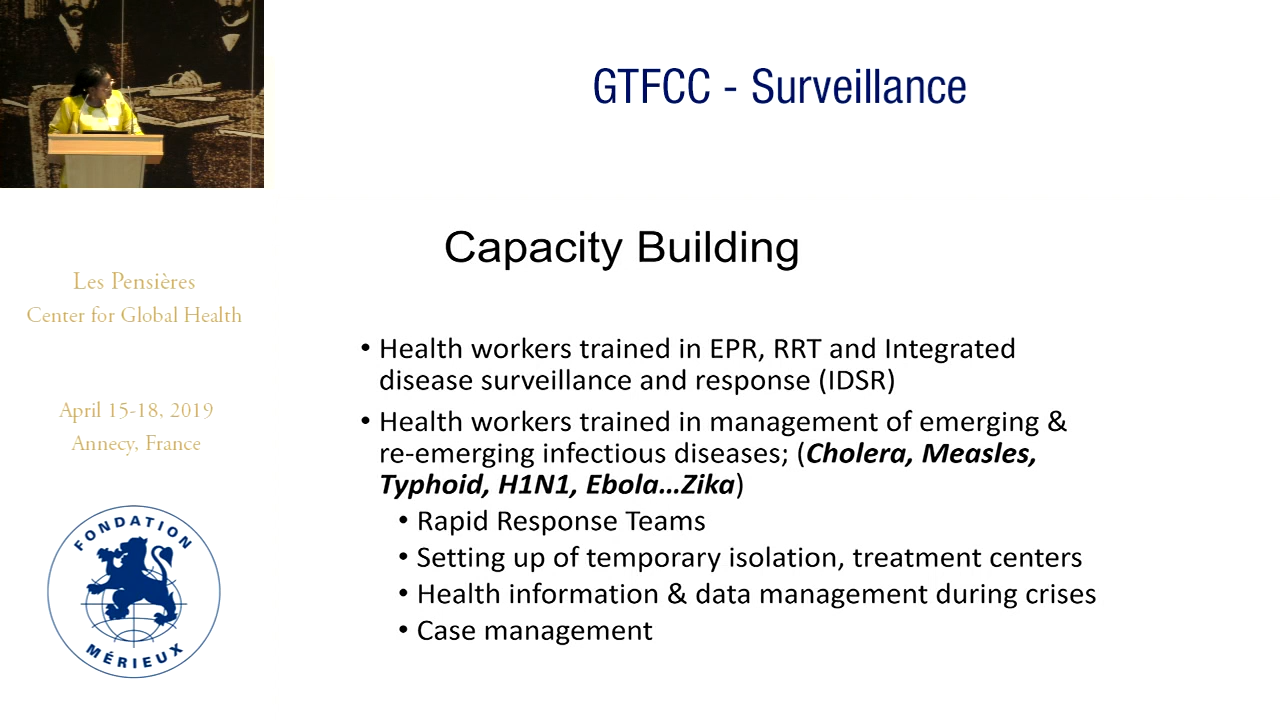 GTFCC - Surveillance
Les Pensières
Center for Global Health
April 15-18, 2019
Annecy, France
FONDATION
MÉRIEUX
Capacity Building
• Health workers trained in EPR, RRT and Integrated
disease surveillance and response (IDSR)
• Health workers trained in management of emerging &
re-emerging infectious diseases; (Cholera, Measles,
Typhoid, H1N1, Ebola...Zika)
• Rapid Response Teams
• Setting up of temporary isolation, treatment centers
• Health information & data management during crises
• Case management